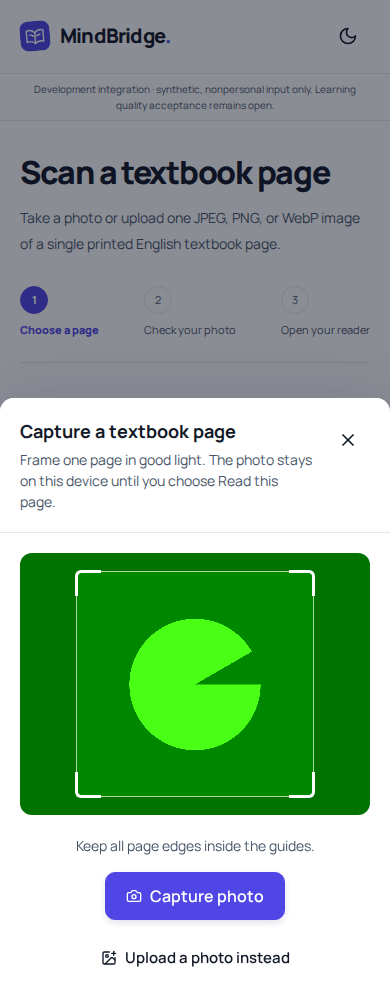 MindBridge.
Development integration · synthetic, nonpersonal input only. Learning
quality acceptance remains open.
Scan a textbook page
Take a photo or upload one JPEG, PNG, or WebP image
of a single printed English textbook page.
1
2
3
Choose a page
Check your photo
Open your reader
Capture a textbook page
Frame one page in good light. The photo stays
on this device until you choose Read this
page.
Keep all page edges inside the guides.
Capture photo
Upload a photo instead